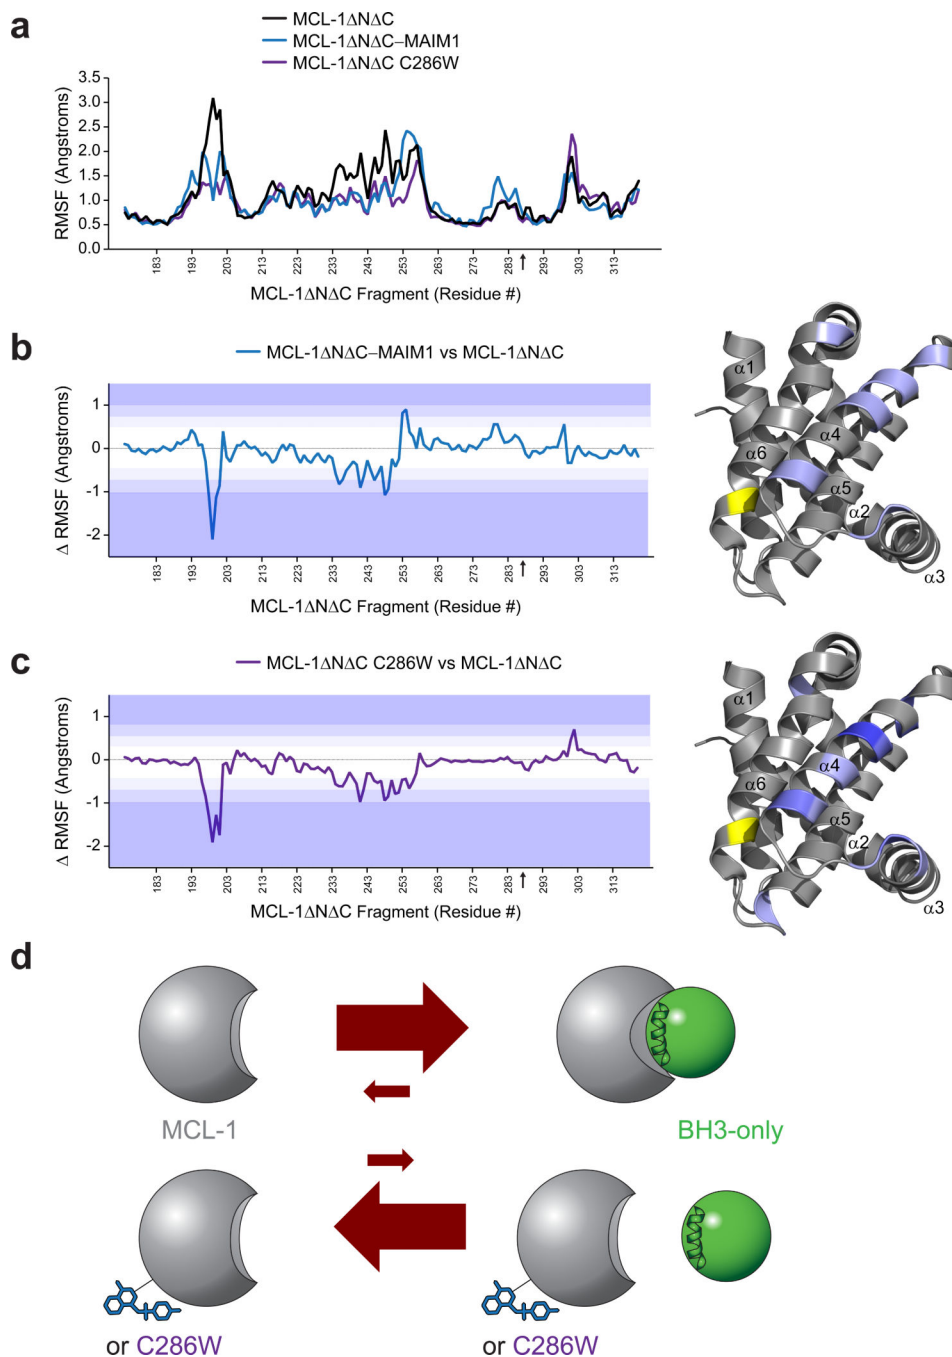 a
MCL-1ΔNΔC
MCL-1ΔNΔC–MAIM1
MCL-1ΔNΔC C286W
RMSF (Angstroms)
3.5
3.0
2.5
2.0
1.5
1.0
0.5
0.0
183 193 203 213 223 233 243 253 263 273 283 293 303 313
MCL-1ΔNΔC Fragment (Residue #)
b
MCL-1ΔNΔC–MAIM1 vs MCL-1ΔNΔC
Δ RMSF (Angstroms)
1
0
-1
-2
183 193 203 213 223 233 243 253 263 273 283 293 303 313
MCL-1ΔNΔC Fragment (Residue #)
α1
α4
α6
α5
α2
α3
c
MCL-1ΔNΔC C286W vs MCL-1ΔNΔC
Δ RMSF (Angstroms)
1
0
-1
-2
183 193 203 213 223 233 243 253 263 273 283 293 303 313
MCL-1ΔNΔC Fragment (Residue #)
α1
α4
α6
α5
α2
α3
d
MCL-1
BH3-only
or C286W
or C286W